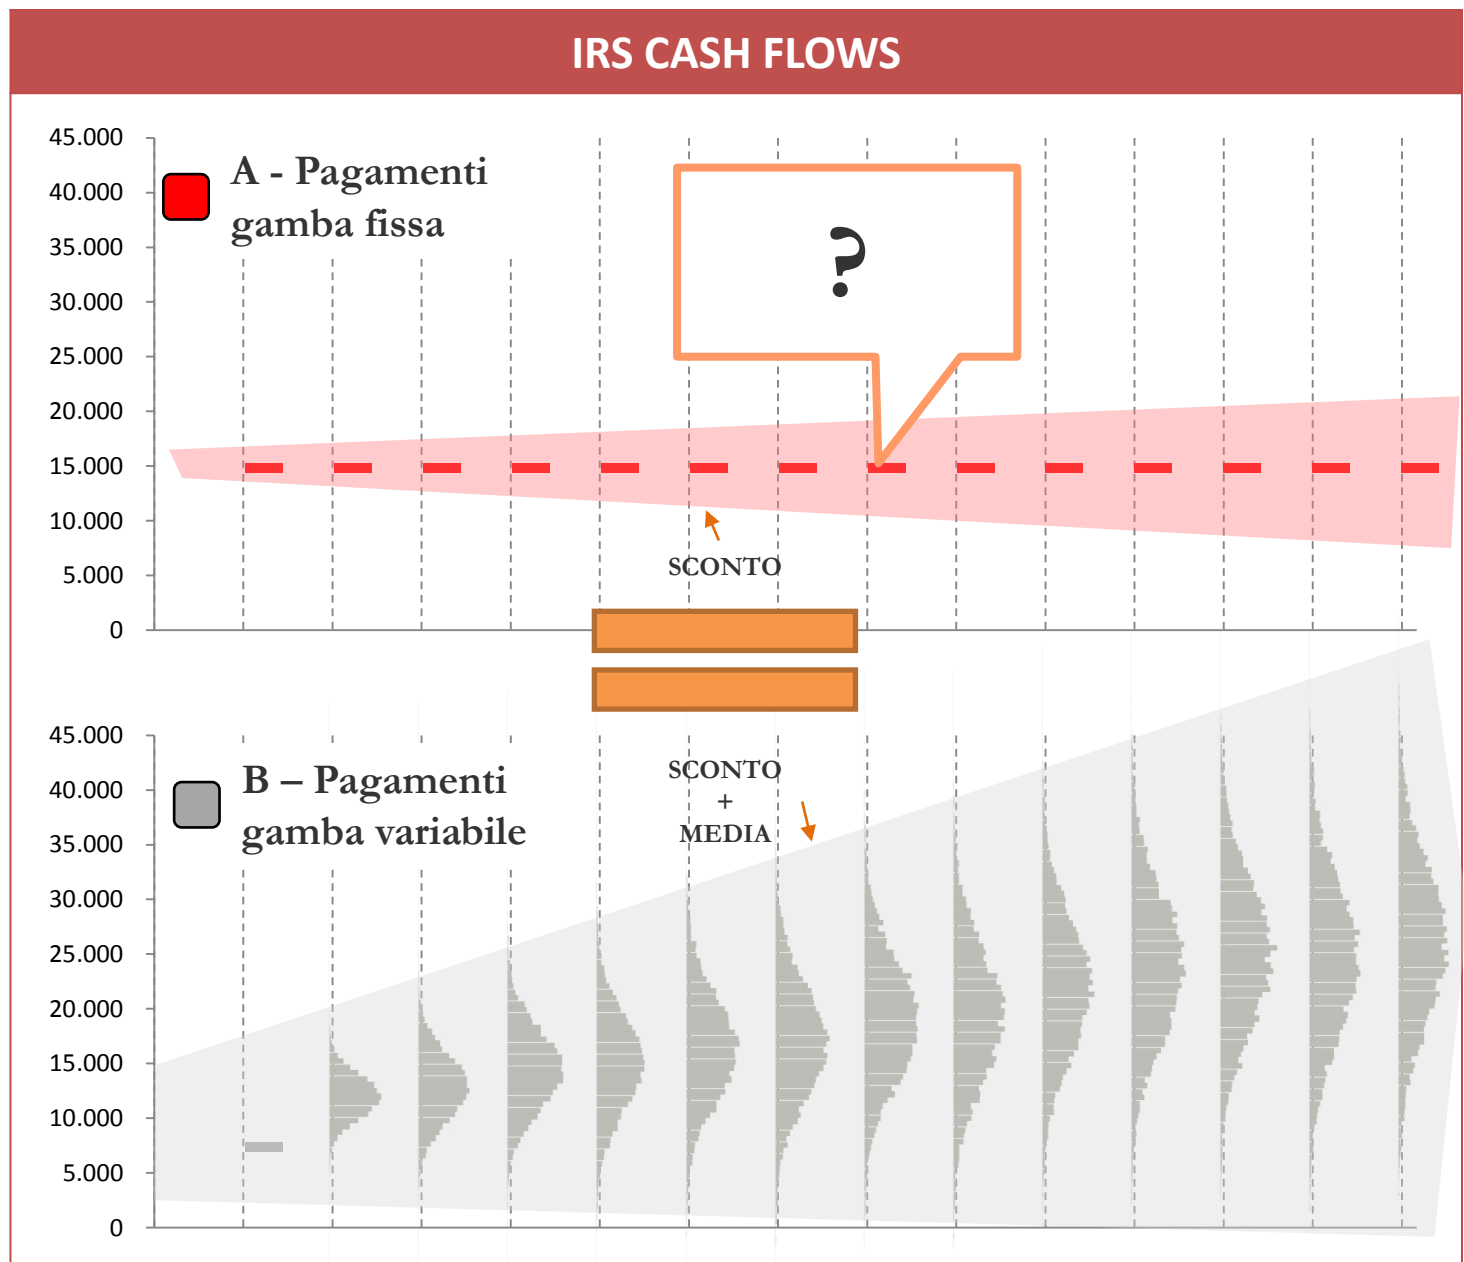 IRS CASH FLOWS
45.000
40.000
35.000
30.000
25.000
20.000
15.000
10.000
5.000
0
A - Pagamenti
gamba fissa
?
SCONTO
45.000
40.000
35.000
30.000
25.000
20.000
15.000
10.000
5.000
0
B – Pagamenti
gamba variabile
SCONTO
+
MEDIA